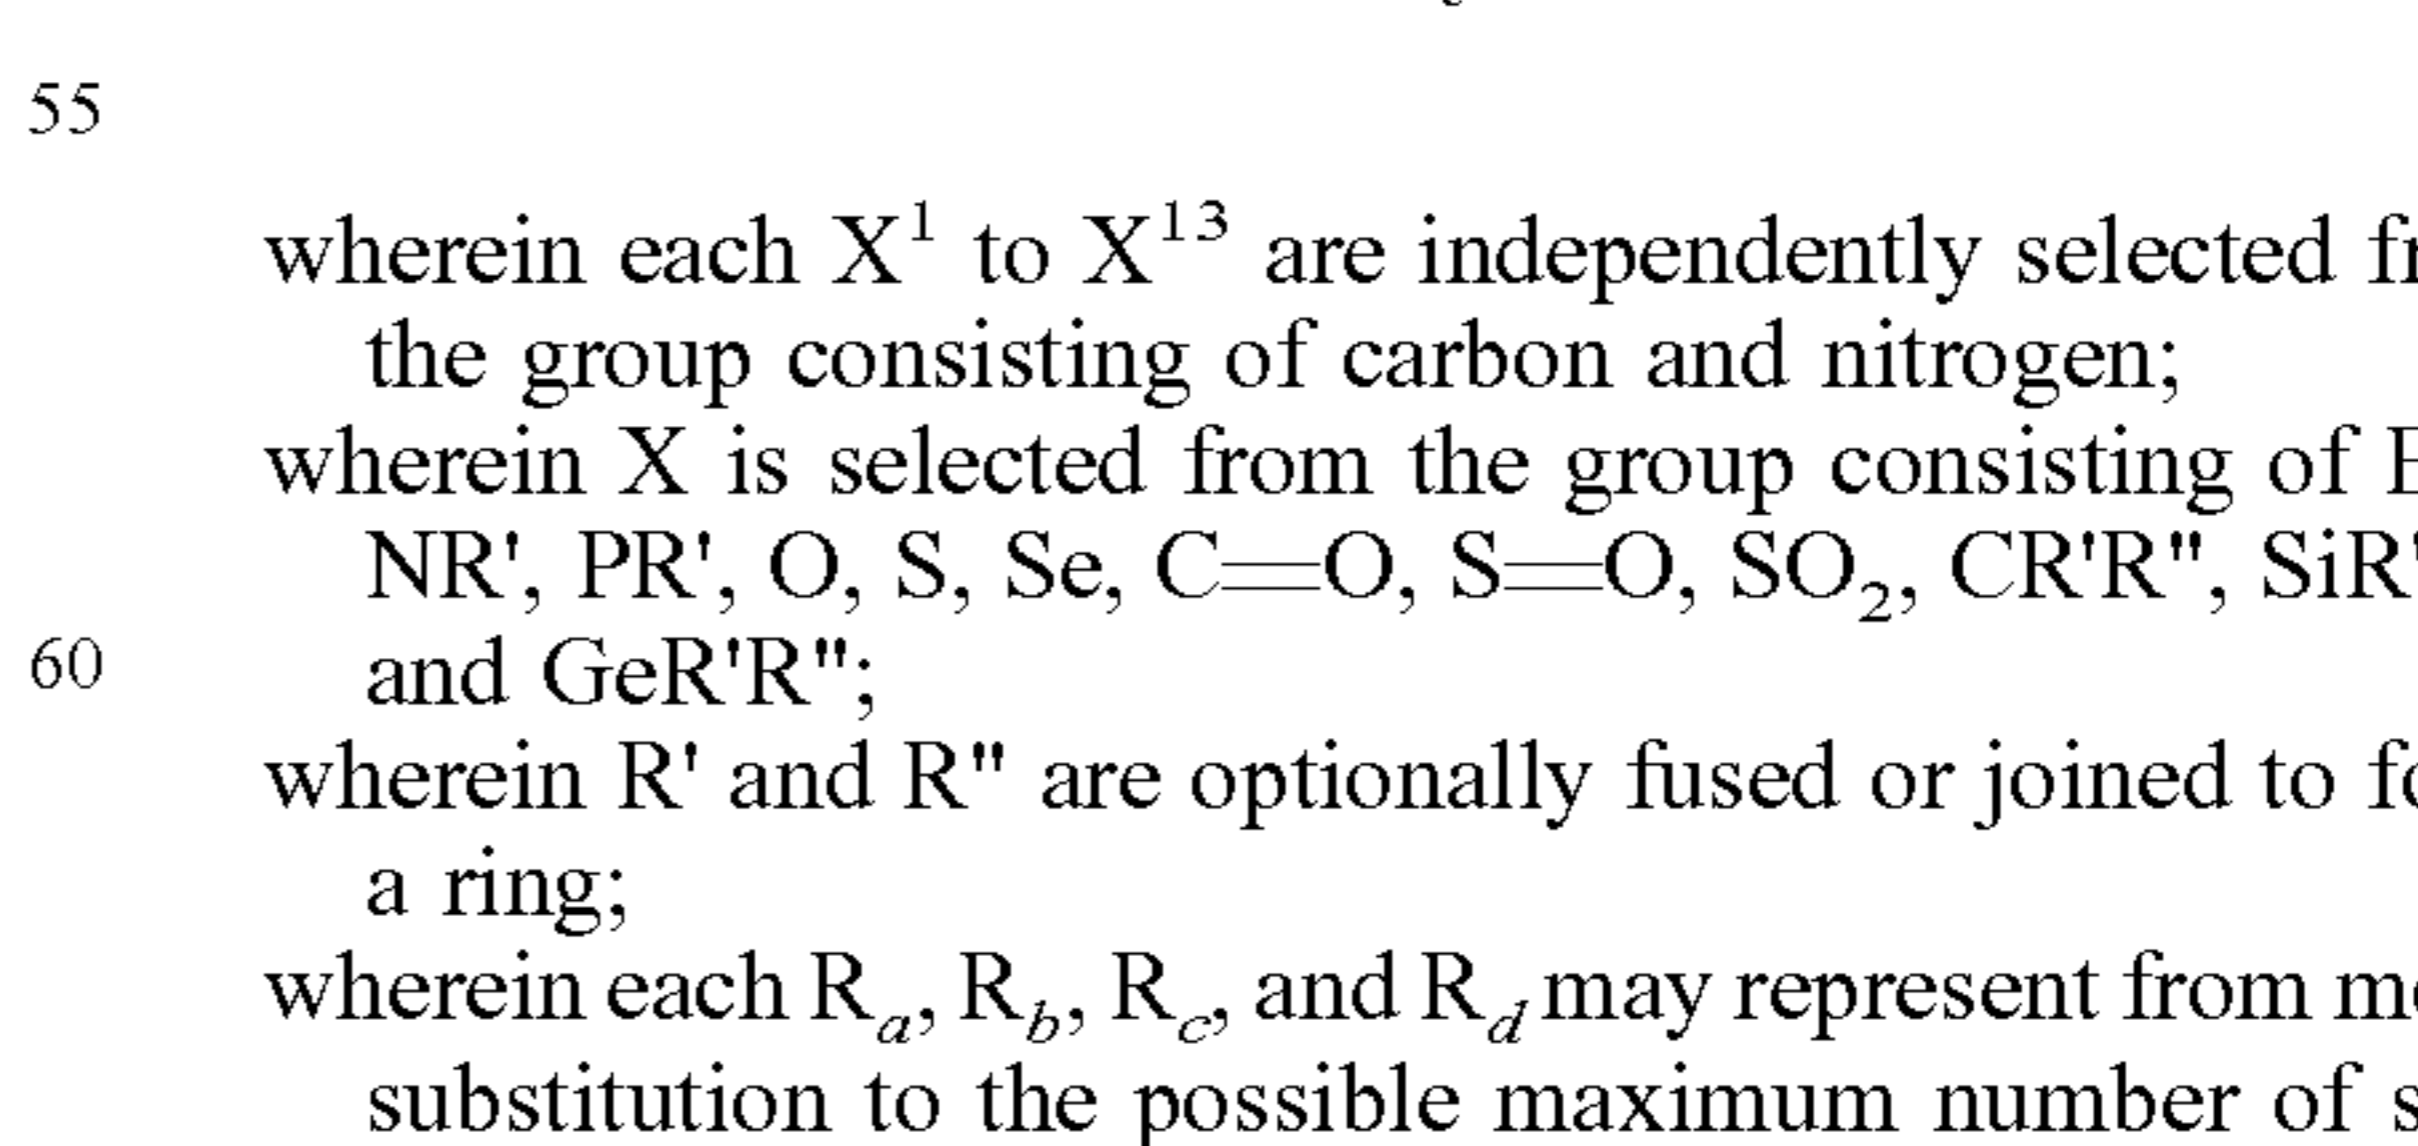 55
wherein each X¹ to X¹³ are independently selected
the group consisting of carbon and nitrogen;
wherein X is selected from the group consisting of
NR', PR', O, S, Se, C=O, S=O, SO₂, CR'R", SiR'
60 and GeR'R";
wherein R' and R" are optionally fused or joined to
a ring;
wherein each Rₐ, R_b, R_c, and R_d may represent from
substitution to the possible maximum number of